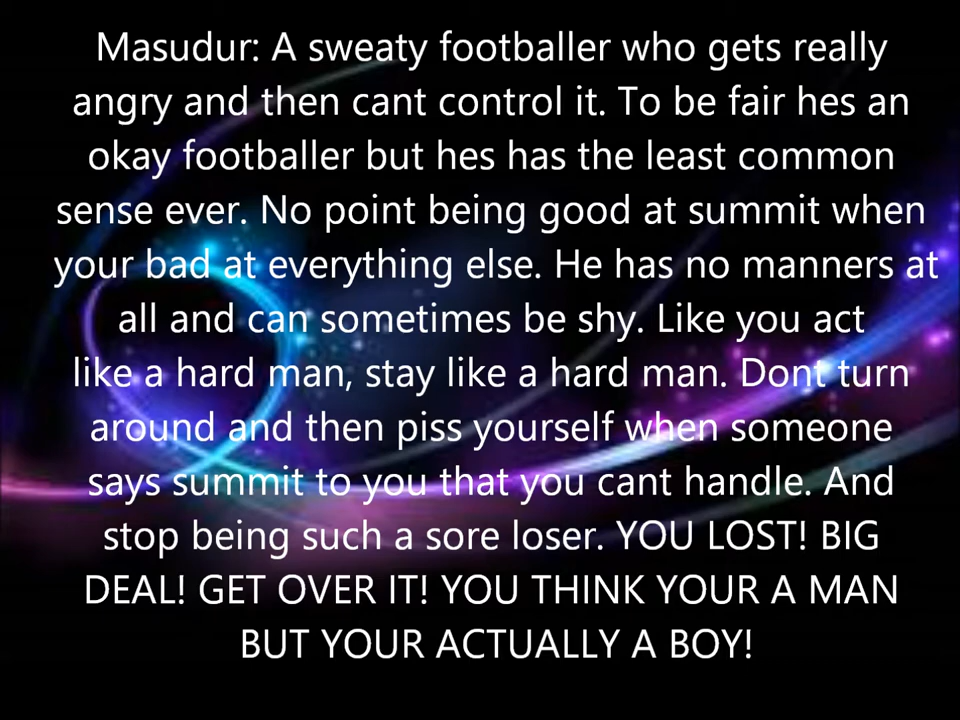 Masudur: A sweaty footballer who gets really
angry and then cant control it. To be fair hes an
okay footballer but hes has the least common
sense ever. No point being good at summit when
your bad at everything else. He has no manners at
all and can sometimes be shy. Like you act
like a hard man, stay like a hard man. Dont turn
around and then piss yourself when someone
says summit to you that you cant handle. And
stop being such a sore loser. YOU LOST! BIG
DEAL! GET OVER IT! YOU THINK YOUR A MAN
BUT YOUR ACTUALLY A BOY!